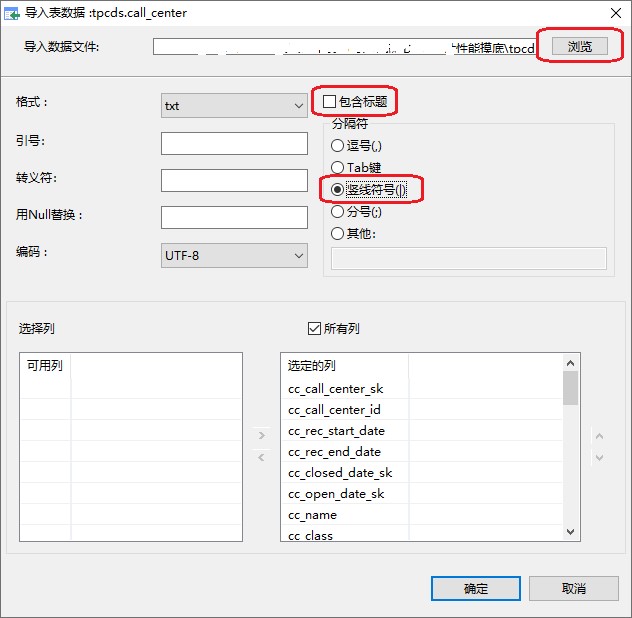 导入表数据 :tpcds.call_center
导入数据文件:
性能摸底\tpcd
浏览
格式 :
txt
包含标题
分隔符
引号:
逗号(,)
Tab键
转义符:
竖线符号(|)
用Null替换 :
分号(;)
其他:
编码 :
UTF-8
选择列
所有列
可用列
选定的列
cc_call_center_sk
cc_call_center_id
cc_rec_start_date
cc_rec_end_date
cc_closed_date_sk
cc_open_date_sk
cc_name
cc_class
确定
取消